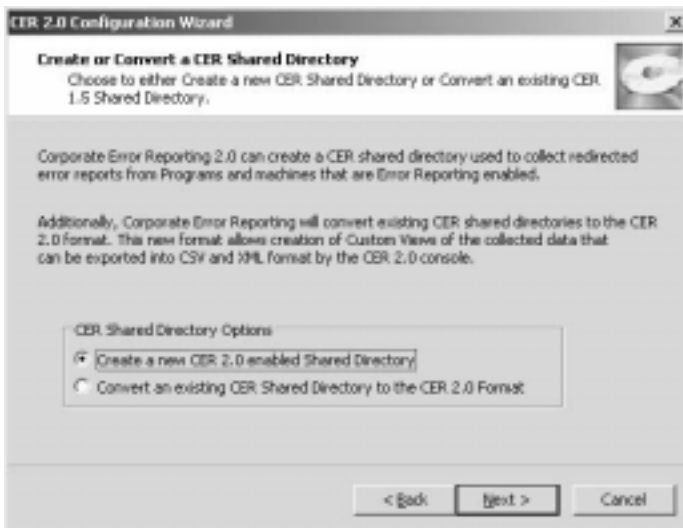 CER 2.0 Configuration Wizard
Create or Convert a CER Shared Directory
Choose to either Create a new CER Shared Directory or Convert an existing CER
1.5 Shared Directory.
Corporate Error Reporting 2.0 can create a CER shared directory used to collect redirected
error reports from Programs and machines that are Error Reporting enabled.
Additionally, Corporate Error Reporting will convert existing CER shared directories to the CER
2.0 format. This new format allows creation of Custom Views of the collected data that
can be exported into CSV and XML format by the CER 2.0 console.
CER Shared Directory Options
Create a new CER 2.0 enabled Shared Directory
Convert an existing CER Shared Directory to the CER 2.0 Format
< Back
Next >
Cancel